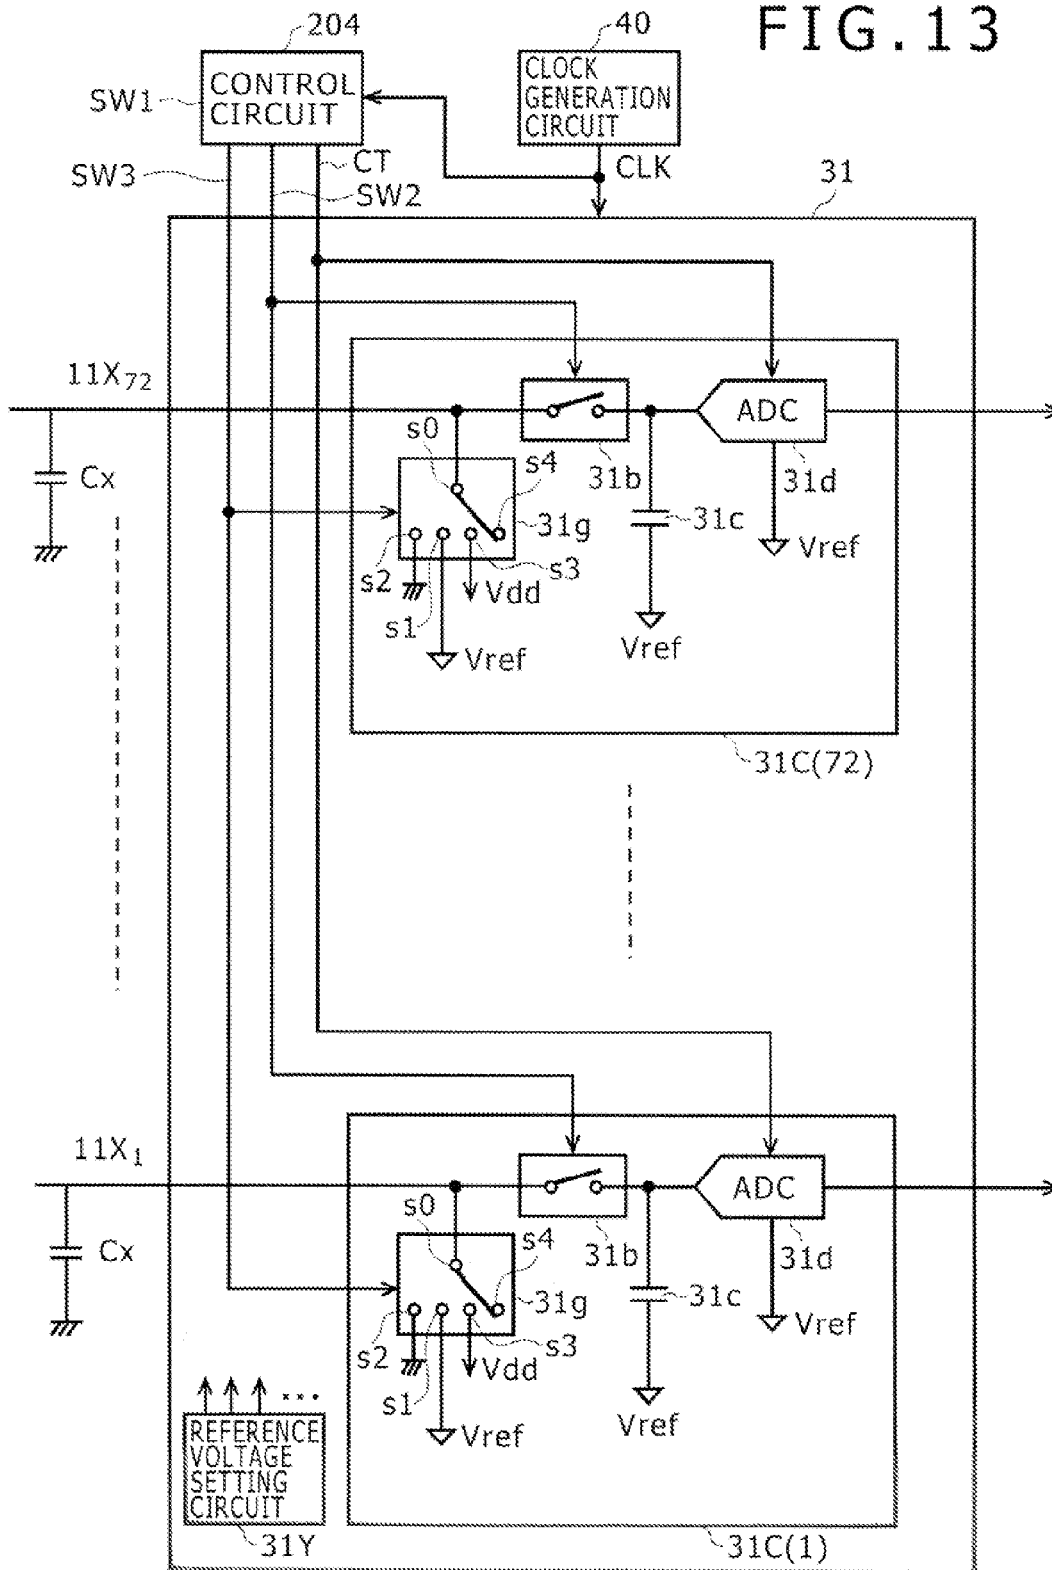 FIG.13
204
40
CONTROL
CIRCUIT
CLOCK
GENERATION
CIRCUIT
SW1
SW3
CT
SW2
CLK
31
11X72
Cx
s0
s4
31b
ADC
31d
31g
31c
Vref
s2
s3
Vdd
s1
Vref
Vref
31C(72)
11X1
Cx
s0
s4
31b
ADC
31d
31g
31c
Vref
s2
s3
Vdd
s1
Vref
Vref
REFERENCE
VOLTAGE
SETTING
CIRCUIT
31Y
31C(1)